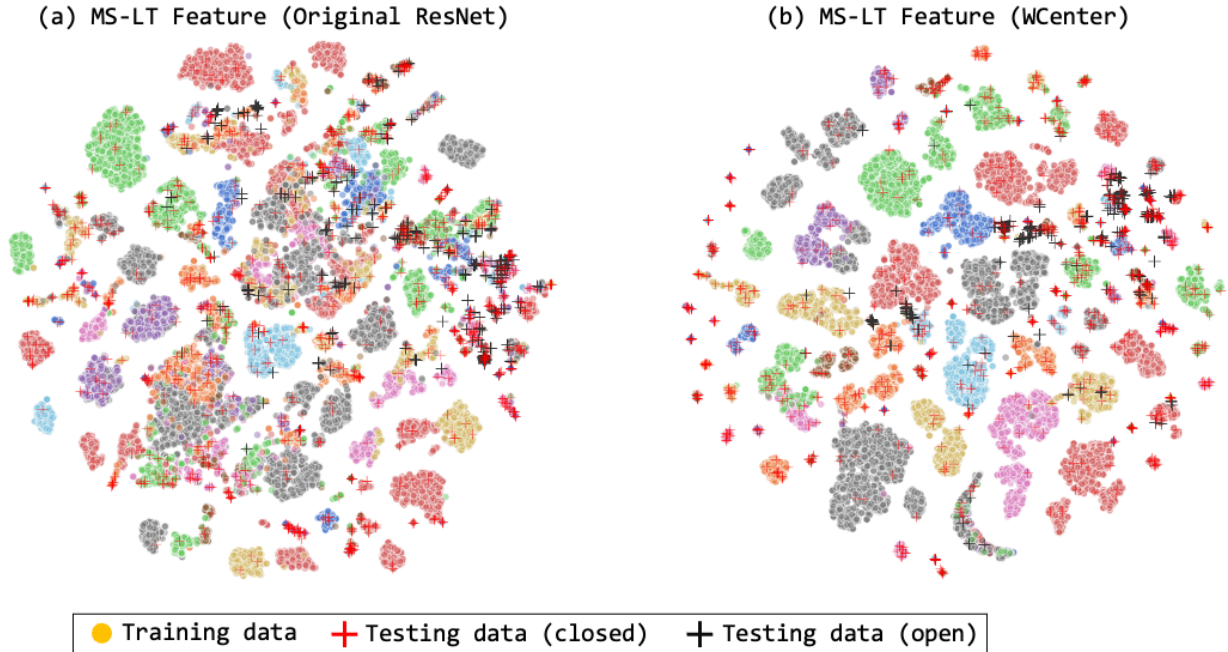 (a) MS-LT Feature (Original ResNet)
(b) MS-LT Feature (WCenter)
Training data
Testing data (closed)
Testing data (open)